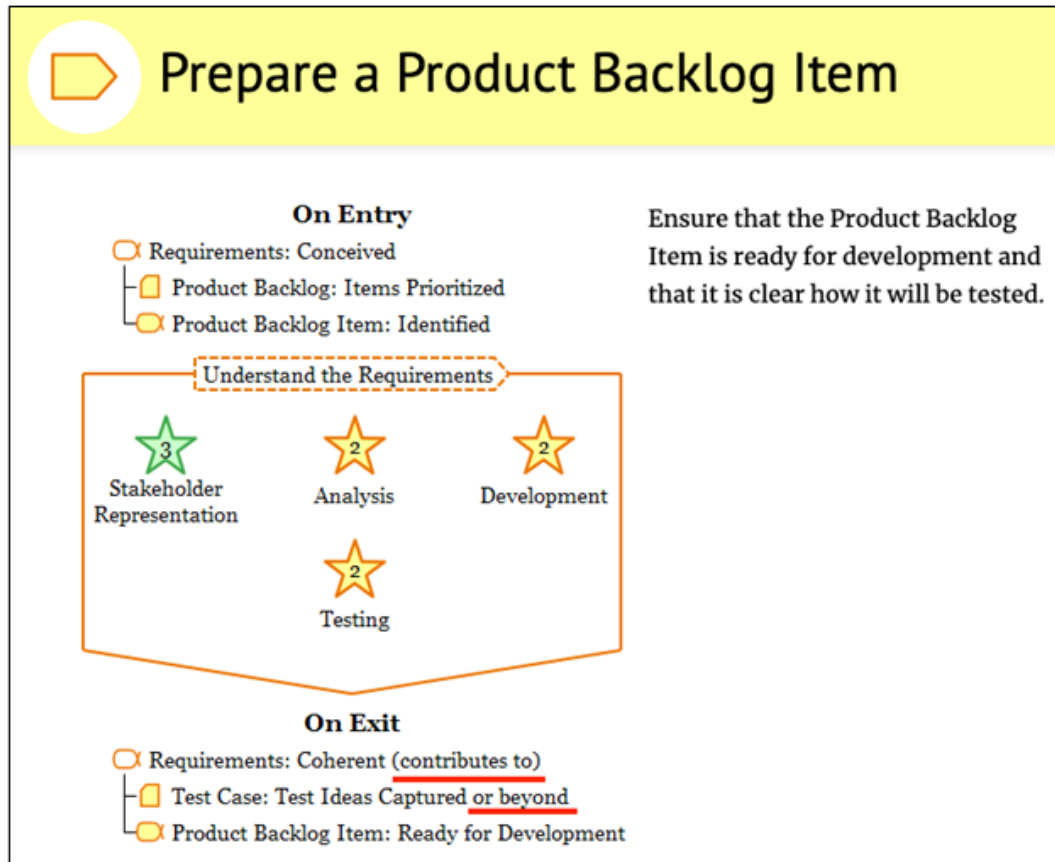 Prepare a Product Backlog Item
On Entry
Requirements: Conceived
Product Backlog: Items Prioritized
Product Backlog Item: Identified
Ensure that the Product Backlog
Item is ready for development and
that it is clear how it will be tested.
Understand the Requirements
3
Stakeholder
Representation
2
Analysis
2
Development
2
Testing
On Exit
Requirements: Coherent (contributes to)
Test Case: Test Ideas Captured or beyond
Product Backlog Item: Ready for Development